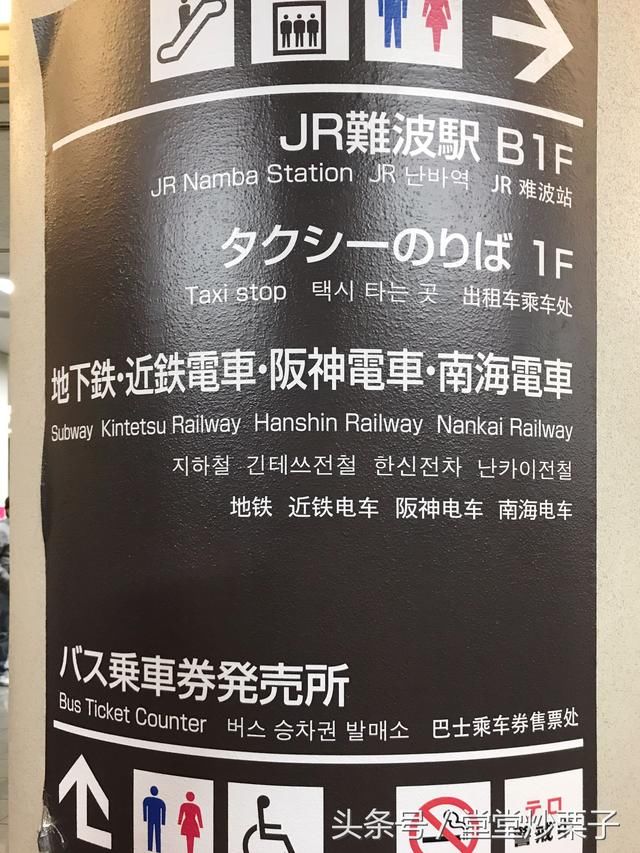 JR難波駅 B1F
JR Namba Station JR 난바역 JR 难波站
タクシーのりば 1F
Taxi stop 택시 타는 곳 出租车乘车处
地下鉄・近鉄電車・阪神電車・南海電車
Subway Kintetsu Railway Hanshin Railway Nankai Railway
지하철 긴테쓰전철 한신전차 난카이전철
地铁 近铁电车 阪神电车 南海电车
バス乗車券発売所
Bus Ticket Counter 버스 승차권 발매소 巴士乘车券售票处
头条号 / 堂堂炒栗子